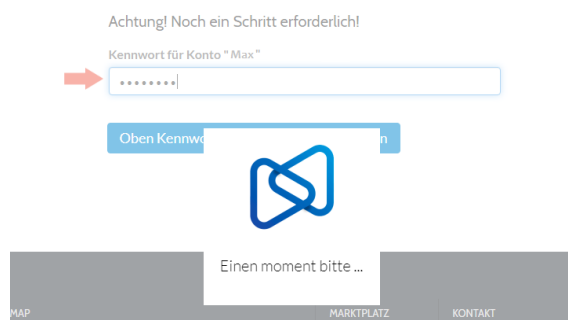 Achtung! Noch ein Schritt erforderlich!
Kennwort für Konto "Max"
Oben Kennwo n
Einen moment bitte ...
MAP
MARKTPLATZ
KONTAKT